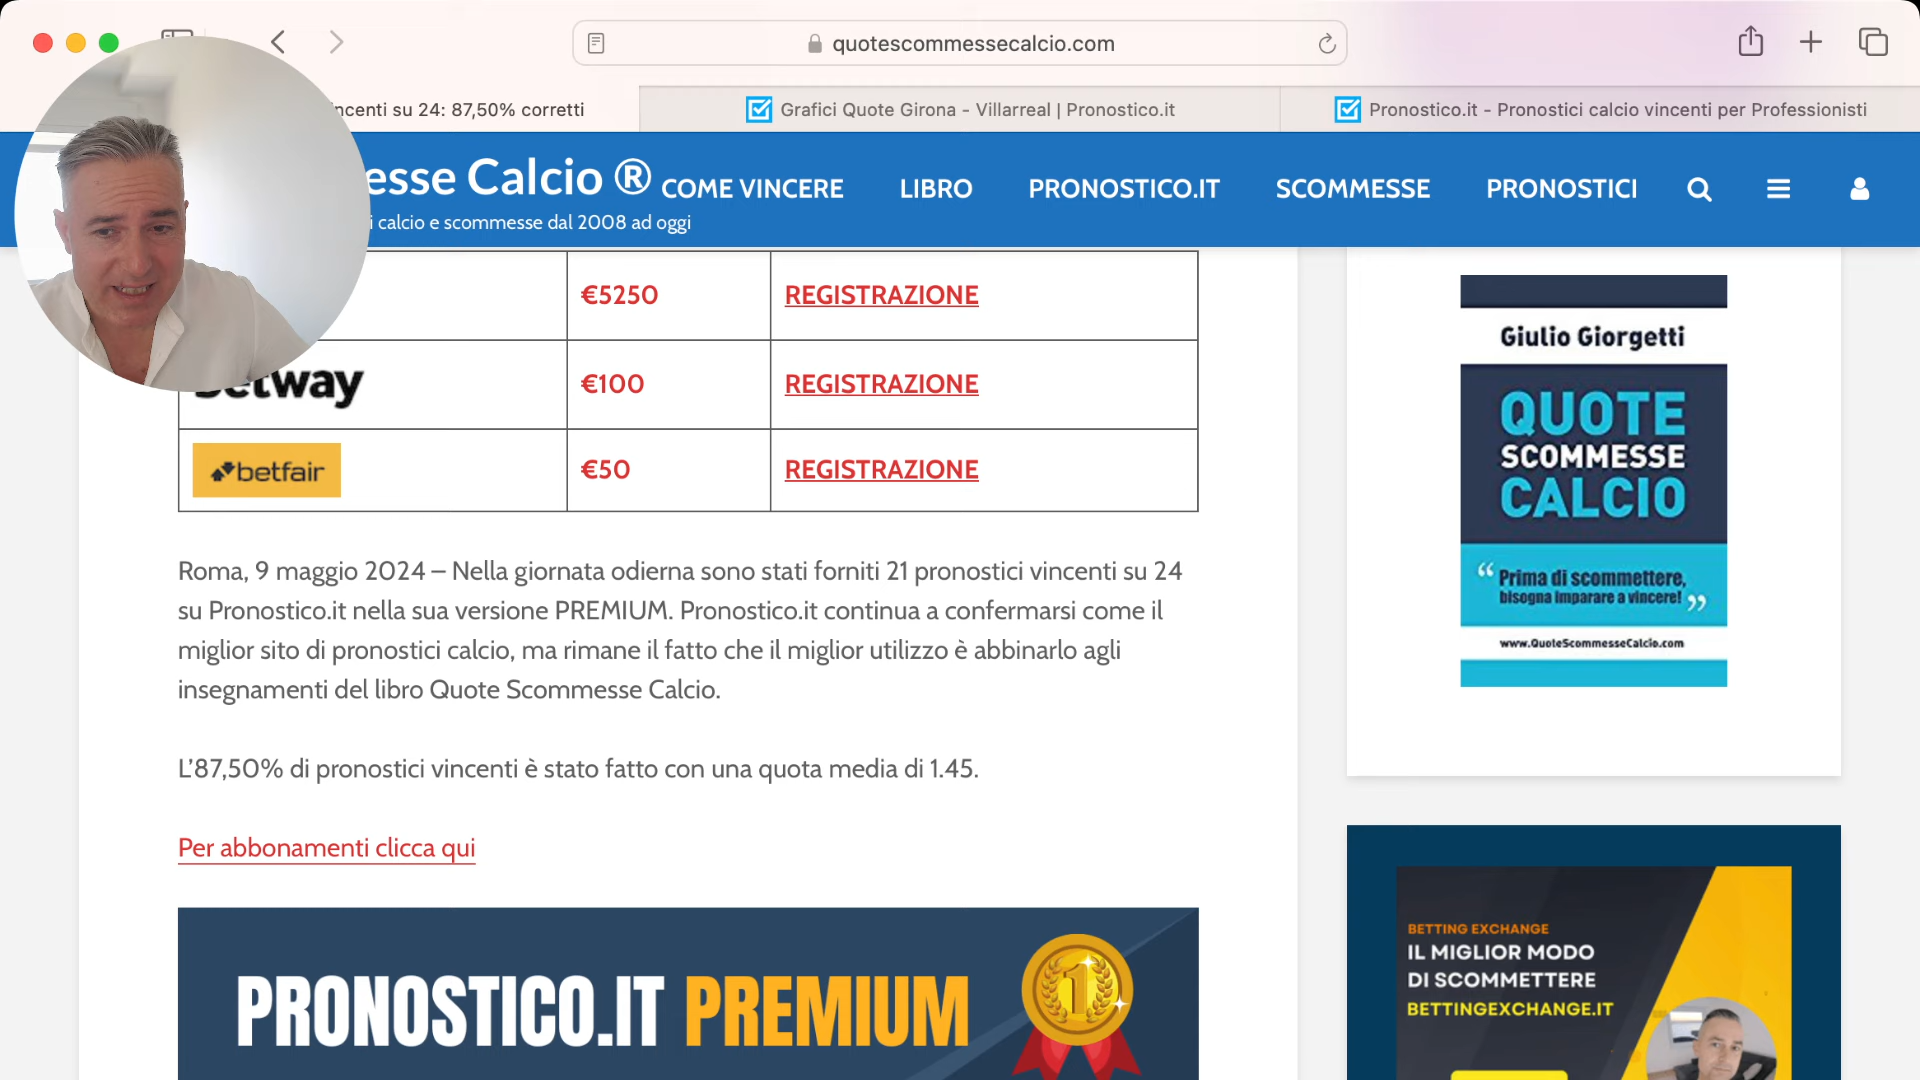 quotescommessecalcio.com
ncenti su 24: 87,50% corretti
Grafici Quote Girona - Villarreal | Pronostico.it
Pronostico.it - Pronostici calcio vincenti per Professionisti
esse Calcio ®
i calcio e scommesse dal 2008 ad oggi
COME VINCERE
LIBRO
PRONOSTICO.IT
SCOMMESSE
PRONOSTICI
€5250
REGISTRAZIONE
betway
€100
REGISTRAZIONE
betfair
€50
REGISTRAZIONE
Roma, 9 maggio 2024 – Nella giornata odierna sono stati forniti 21 pronostici vincenti su 24
su Pronostico.it nella sua versione PREMIUM. Pronostico.it continua a confermarsi come il
miglior sito di pronostici calcio, ma rimane il fatto che il miglior utilizzo è abbinarlo agli
insegnamenti del libro Quote Scommesse Calcio.
L’87,50% di pronostici vincenti è stato fatto con una quota media di 1.45.
Per abbonamenti clicca qui
PRONOSTICO.IT PREMIUM
1
Giulio Giorgetti
QUOTE
SCOMMESSE
CALCIO
“ Prima di scommettere,
bisogna imparare a vincere! ”
www.QuoteScommesseCalcio.com
BETTING EXCHANGE
IL MIGLIOR MODO
DI SCOMMETTERE
BETTINGEXCHANGE.IT